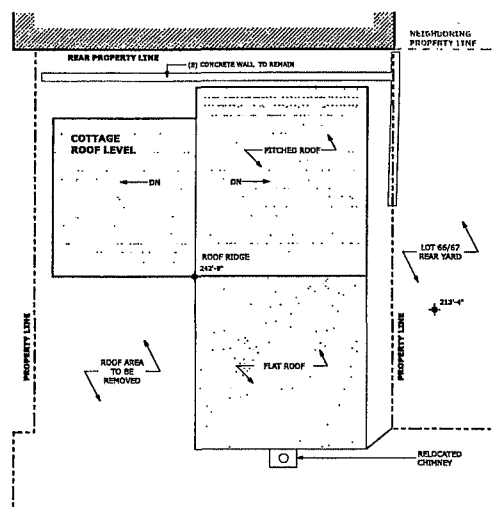 NEIGHBORING
PROPERTY LINE
REAR PROPERTY LINE
(E) CONCRETE WALL TO REMAIN
COTTAGE
ROOF LEVEL
PITCHED ROOF
DN
DN
ROOF RIDGE
242'-8"
LOT 66/67
REAR YARD
213'-4"
PROPERTY LINE
PROPERTY LINE
ROOF AREA
TO BE
REMOVED
FLAT ROOF
RELOCATED
CHIMNEY